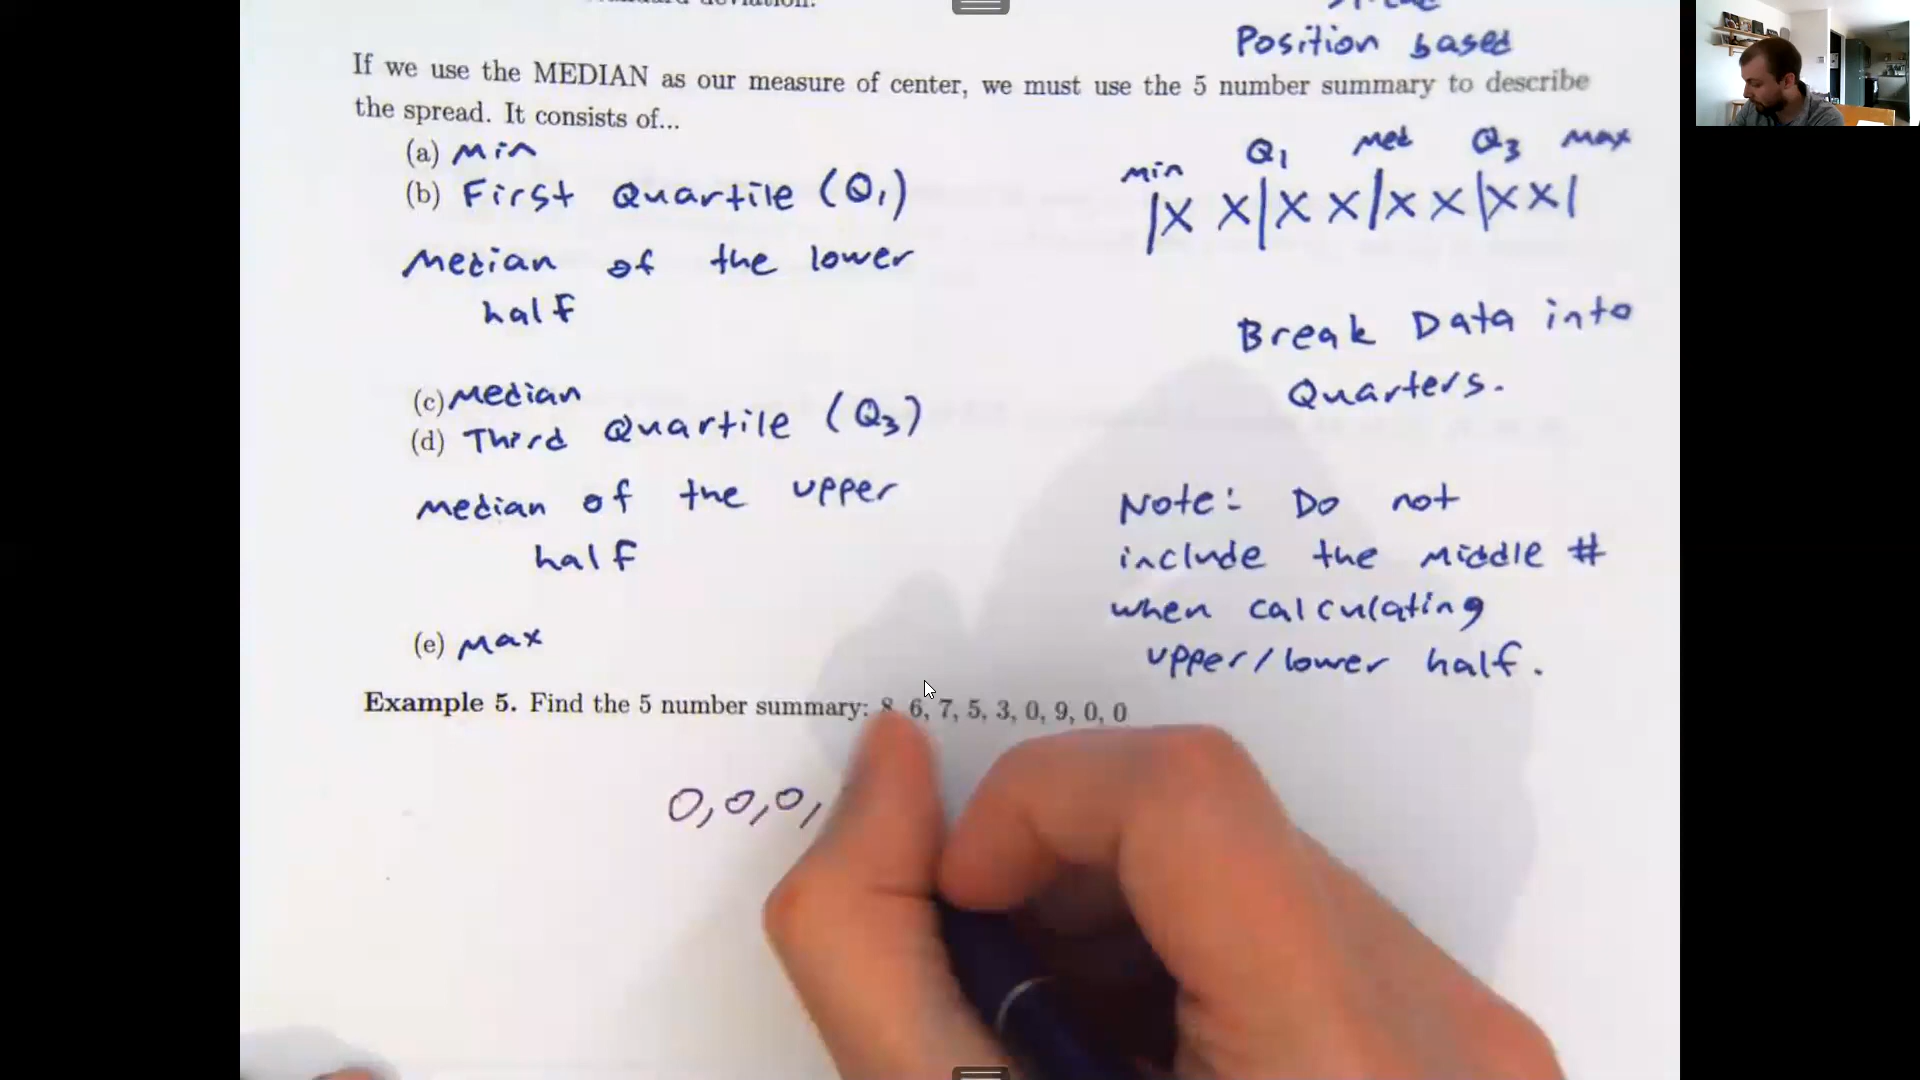 Position based
If we use the MEDIAN as our measure of center, we must use the 5 number summary to describe
the spread. It consists of...
(a) Min
(b) First Quartile (Q1)
Median of the lower
half
(c) Median
(d) Third Quartile (Q3)
Median of the upper
half
(e) Max
min Q1 Med Q3 Max
|X X|X X|X X|X X|
Break Data into
Quarters.
Note: Do not
include the middle #
when calculating
upper/lower half.
Example 5. Find the 5 number summary: 8, 6, 7, 5, 3, 0, 9, 0, 0
0,0,0,